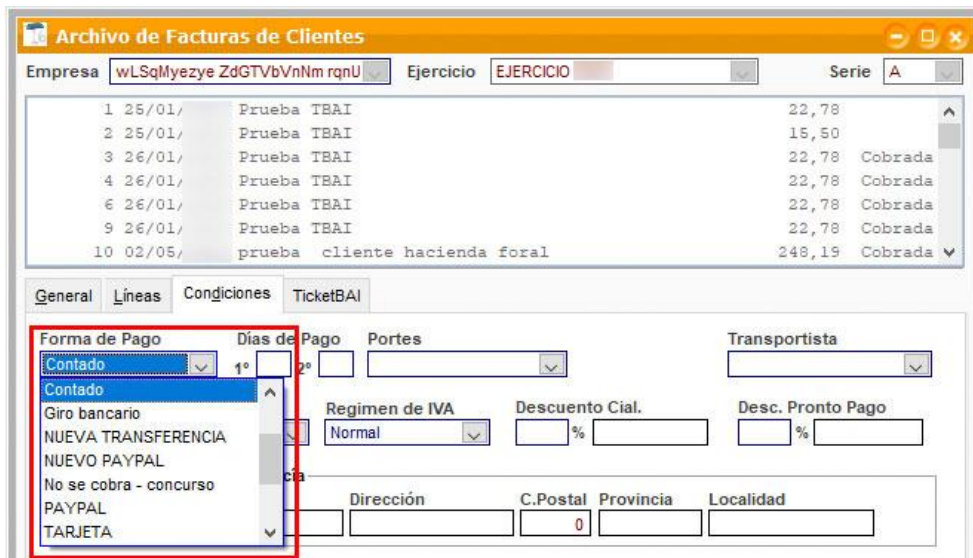 Archivo de Facturas de Clientes
Empresa wLSqMyezye ZdGTVbVnNm rqnU Ejercicio EJERCICIO Serie A
1 25/01/ Prueba TBAI 22,78
2 25/01/ Prueba TBAI 15,50
3 26/01/ Prueba TBAI 22,78 Cobrada
4 26/01/ Prueba TBAI 22,78 Cobrada
6 26/01/ Prueba TBAI 22,78 Cobrada
9 26/01/ Prueba TBAI 22,78 Cobrada
10 02/05/ prueba cliente hacienda foral 248,19 Cobrada
General Líneas Condiciones TicketBAI
Forma de Pago Días de Pago Portes Transportista
Contado 1º 2º
Contado
Giro bancario Regimen de IVA Descuento Cial. Desc. Pronto Pago
NUEVA TRANSFERENCIA Normal % %
NUEVO PAYPAL
No se cobra - concurso
PAYPAL Dirección C.Postal Provincia Localidad
TARJETA 0